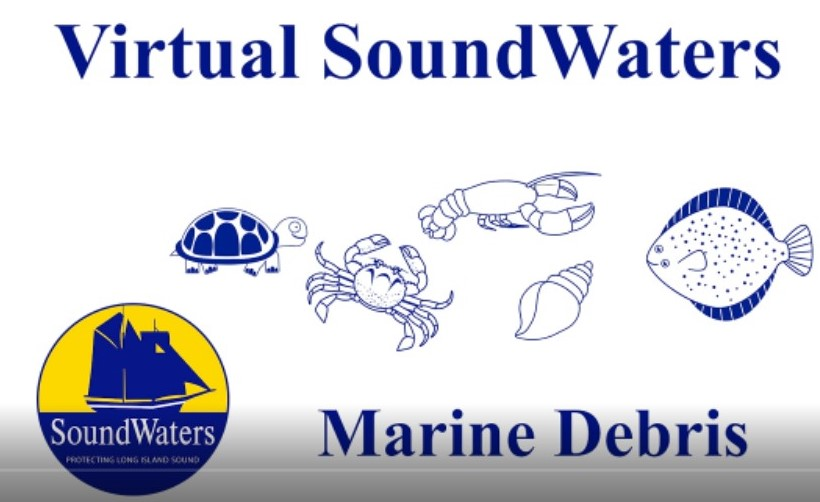 Virtual SoundWaters
SoundWaters
PROTECTING LONG ISLAND SOUND
Marine Debris